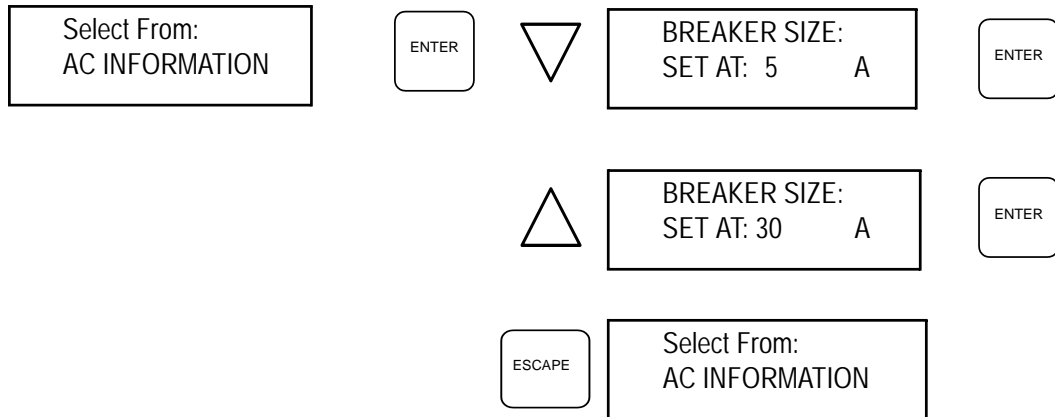 Select From:
AC INFORMATION
ENTER
BREAKER SIZE:
SET AT: 5 A
ENTER
BREAKER SIZE:
SET AT: 30 A
ENTER
ESCAPE
Select From:
AC INFORMATION